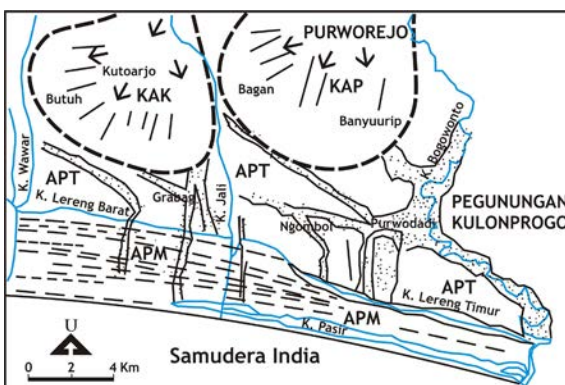 PURWOREJO
Kutoarjo
KAK
Butuh
Bagan
KAP
Banyuurip
K. Wawar
K. Bogowonto
APT
Grabag
K. Jali
APT
PEGUNUNGAN
KULONPROGO
K. Lereng Barat
Ngombol
Purwodadi
APM
APT
K. Lereng Timur
APM
K. Pasir
U
Samudera India
0 2 4 Km